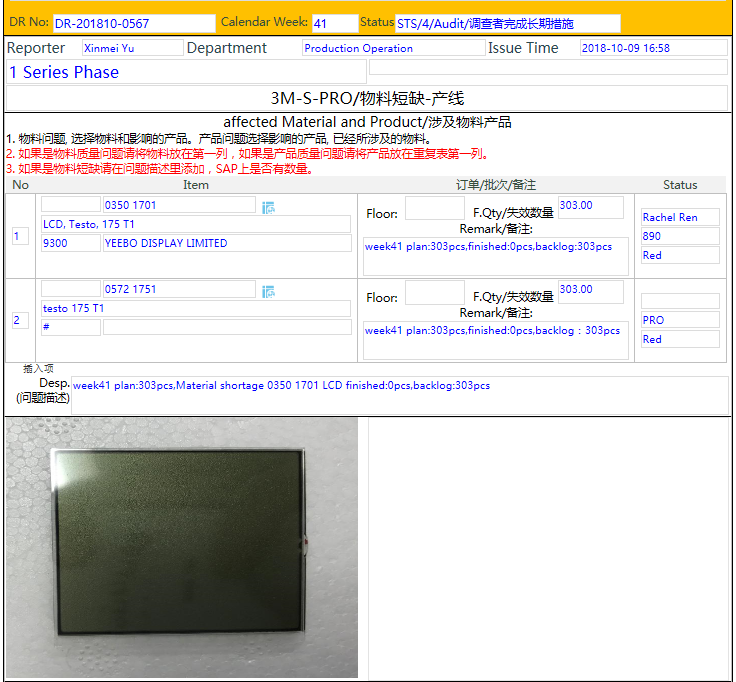 DR No: DR-201810-0567 Calendar Week: 41 Status STS/4/Audit/调查者完成长期措施
Reporter Xinmei Yu Department Production Operation Issue Time 2018-10-09 16:58
1 Series Phase
3M-S-PRO/物料短缺-产线
affected Material and Product/涉及物料产品
1. 物料问题, 选择物料和影响的产品。产品问题选择影响的产品, 已经所涉及的物料。
2. 如果是物料质量问题请将物料放在第一列，如果是产品质量问题请将产品放在重复表第一列。
3. 如果是物料短缺请在问题描述里添加，SAP上是否有数量。
No Item 订单/批次/备注 Status
1 0350 1701 Floor: F.Qty/失效数量 303.00 Rachel Ren
LCD, Testo, 175 T1 Remark/备注: 890
9300 YEEBO DISPLAY LIMITED week41 plan:303pcs,finished:0pcs,backlog:303pcs Red
2 0572 1751 Floor: F.Qty/失效数量 303.00
testo 175 T1 Remark/备注: PRO
# week41 plan:303pcs,finished:0pcs,backlog：303pcs Red
插入项
Desp. week41 plan:303pcs,Material shortage 0350 1701 LCD finished:0pcs,backlog:303pcs
(问题描述)